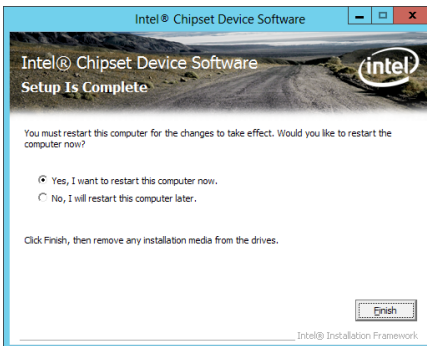 Intel® Chipset Device Software
Intel® Chipset Device Software
intel
Setup Is Complete
You must restart this computer for the changes to take effect. Would you like to restart the
computer now?
Yes, I want to restart this computer now.
No, I will restart this computer later.
Click Finish, then remove any installation media from the drives.
Finish
Intel® Installation Framework